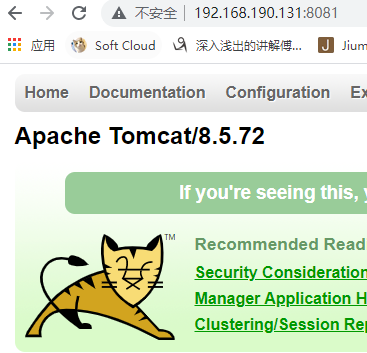 不安全 192.168.190.131:8081
应用 Soft Cloud 深入浅出的讲解傅... Jium
Home Documentation Configuration Ex
Apache Tomcat/8.5.72
If you're seeing this, y
TM
Recommended Read
Security Consideration
Manager Application H
Clustering/Session Rep